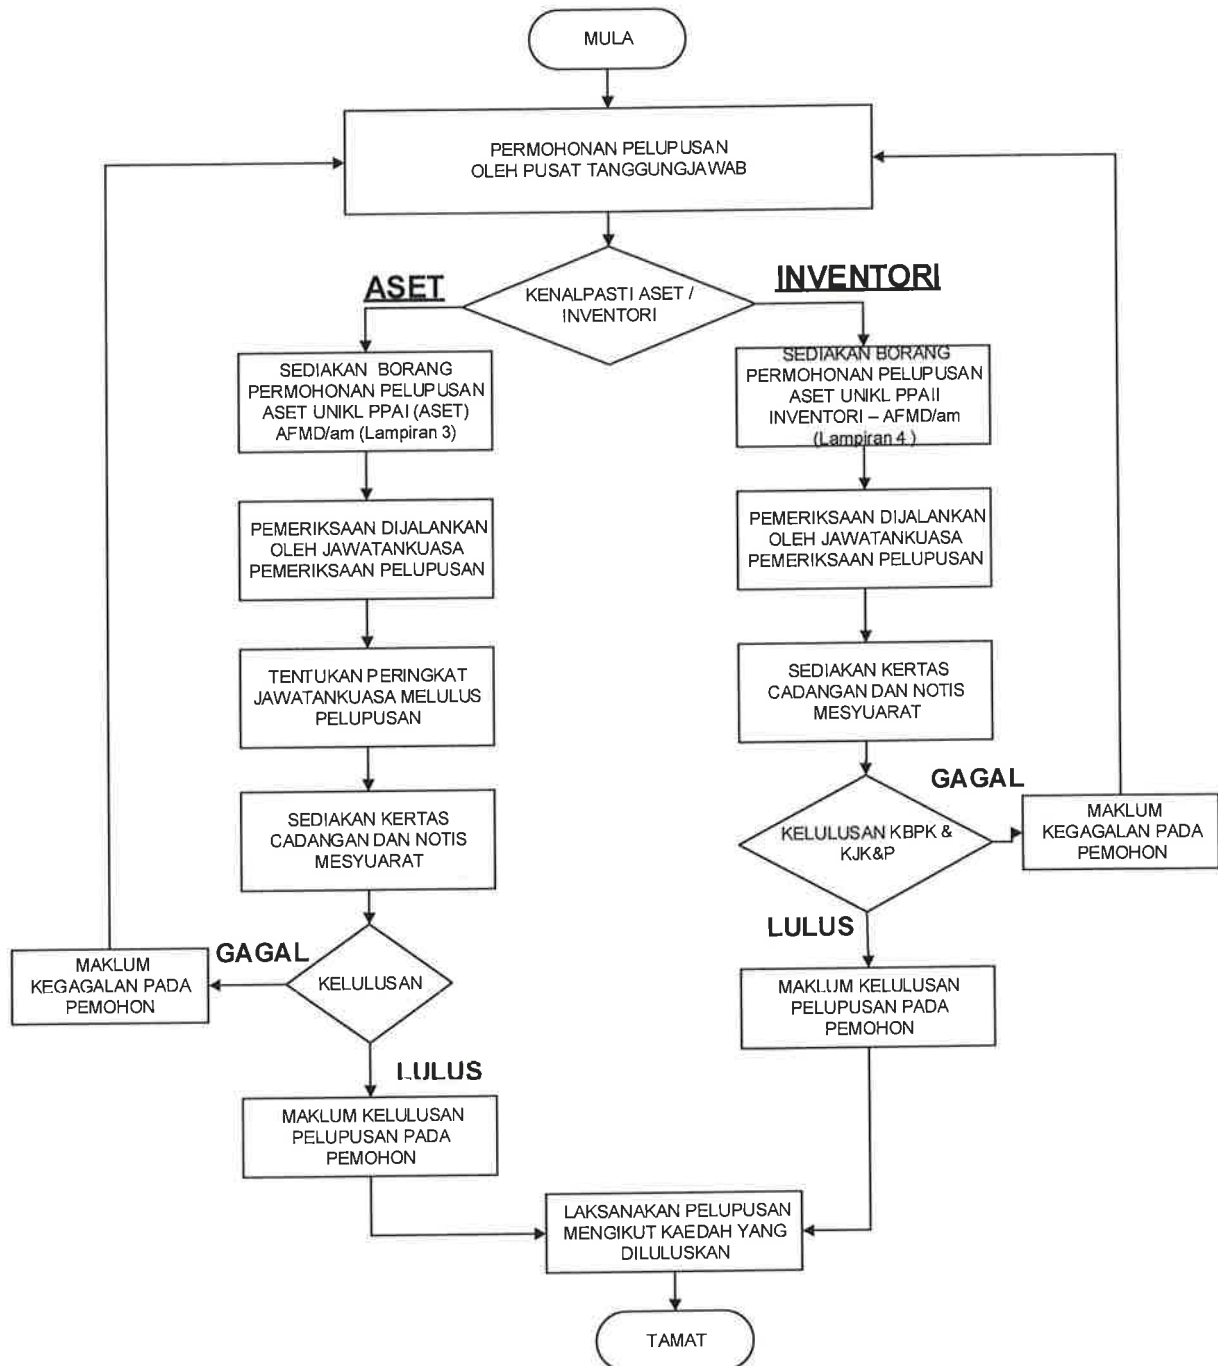 MULA
PERMOHONAN PELUPUSAN
OLEH PUSAT TANGGUNGJAWAB
KENALPASTI ASET /
INVENTORI
ASET
SEDIAKAN BORANG
PERMOHONAN PELUPUSAN
ASET UNIKL PPAI (ASET)
AFMD/am (Lampiran 3)
PEMERIKSAAN DIJALANKAN
OLEH JAWATANKUASA
PEMERIKSAAN PELUPUSAN
TENTUKAN PERINGKAT
JAWATANKUASA MELULUS
PELUPUSAN
SEDIAKAN KERTAS
CADANGAN DAN NOTIS
MESYUARAT
KELULUSAN
GAGAL
MAKLUM
KEGAGALAN PADA
PEMOHON
LULUS
MAKLUM KELULUSAN
PELUPUSAN PADA
PEMOHON
INVENTORI
SEDIAKAN BORANG
PERMOHONAN PELUPUSAN
ASET UNIKL PPAII
INVENTORI – AFMD/am
(Lampiran 4 )
PEMERIKSAAN DIJALANKAN
OLEH JAWATANKUASA
PEMERIKSAAN PELUPUSAN
SEDIAKAN KERTAS
CADANGAN DAN NOTIS
MESYUARAT
KELULUSAN KBPK &
KJK&P
GAGAL
MAKLUM
KEGAGALAN PADA
PEMOHON
LULUS
MAKLUM KELULUSAN
PELUPUSAN PADA
PEMOHON
LAKSANAKAN PELUPUSAN
MENGIKUT KAEDAH YANG
DILULUSKAN
TAMAT